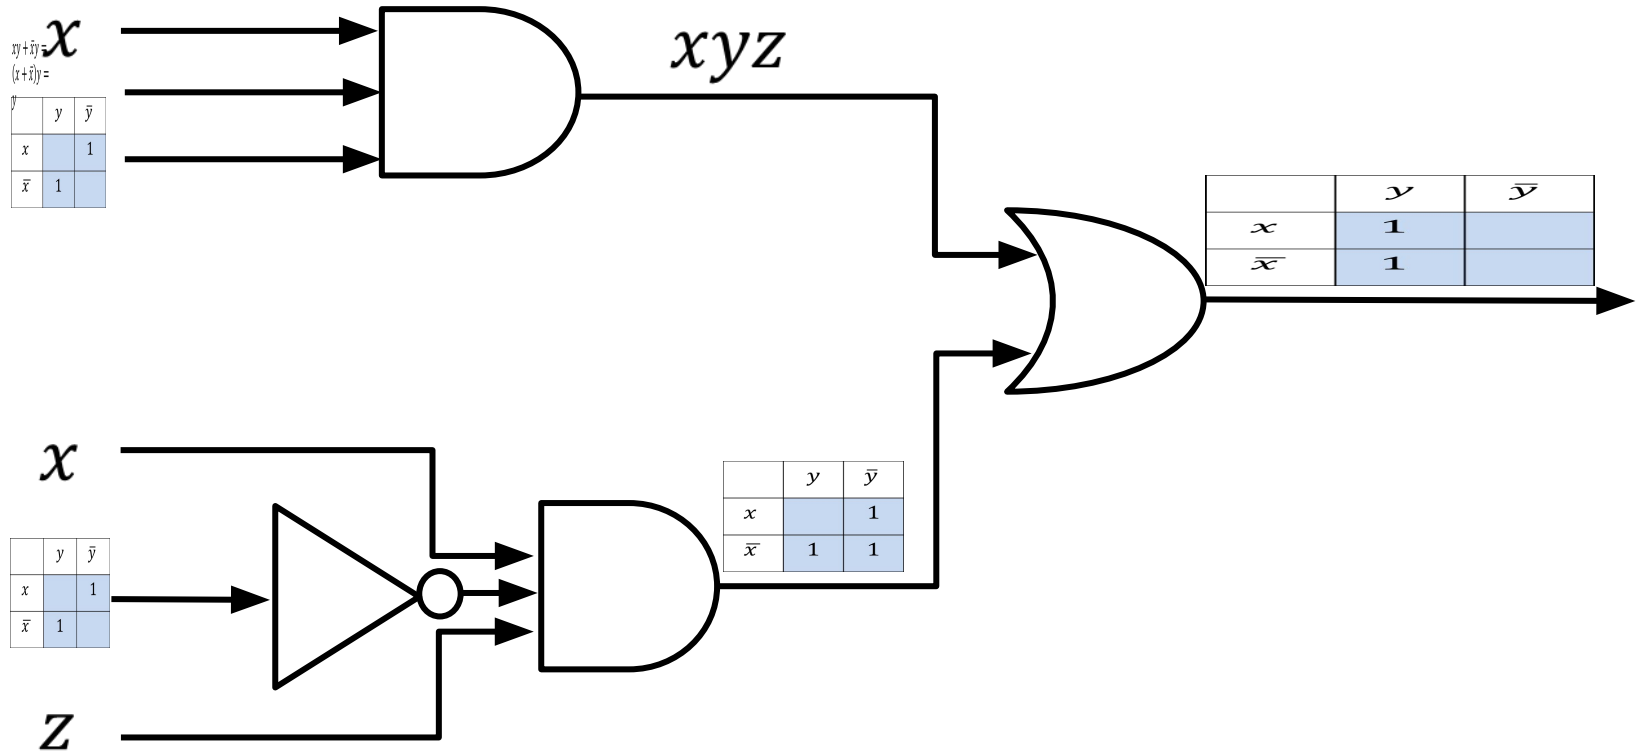 x
xy + x̄y =
(x + x̄)y =
y
y ȳ
x 1
x̄ 1
xyz
y ȳ
x 1
x̄ 1
x
y ȳ
x 1
x̄ 1 1
y ȳ
x 1
x̄ 1
z